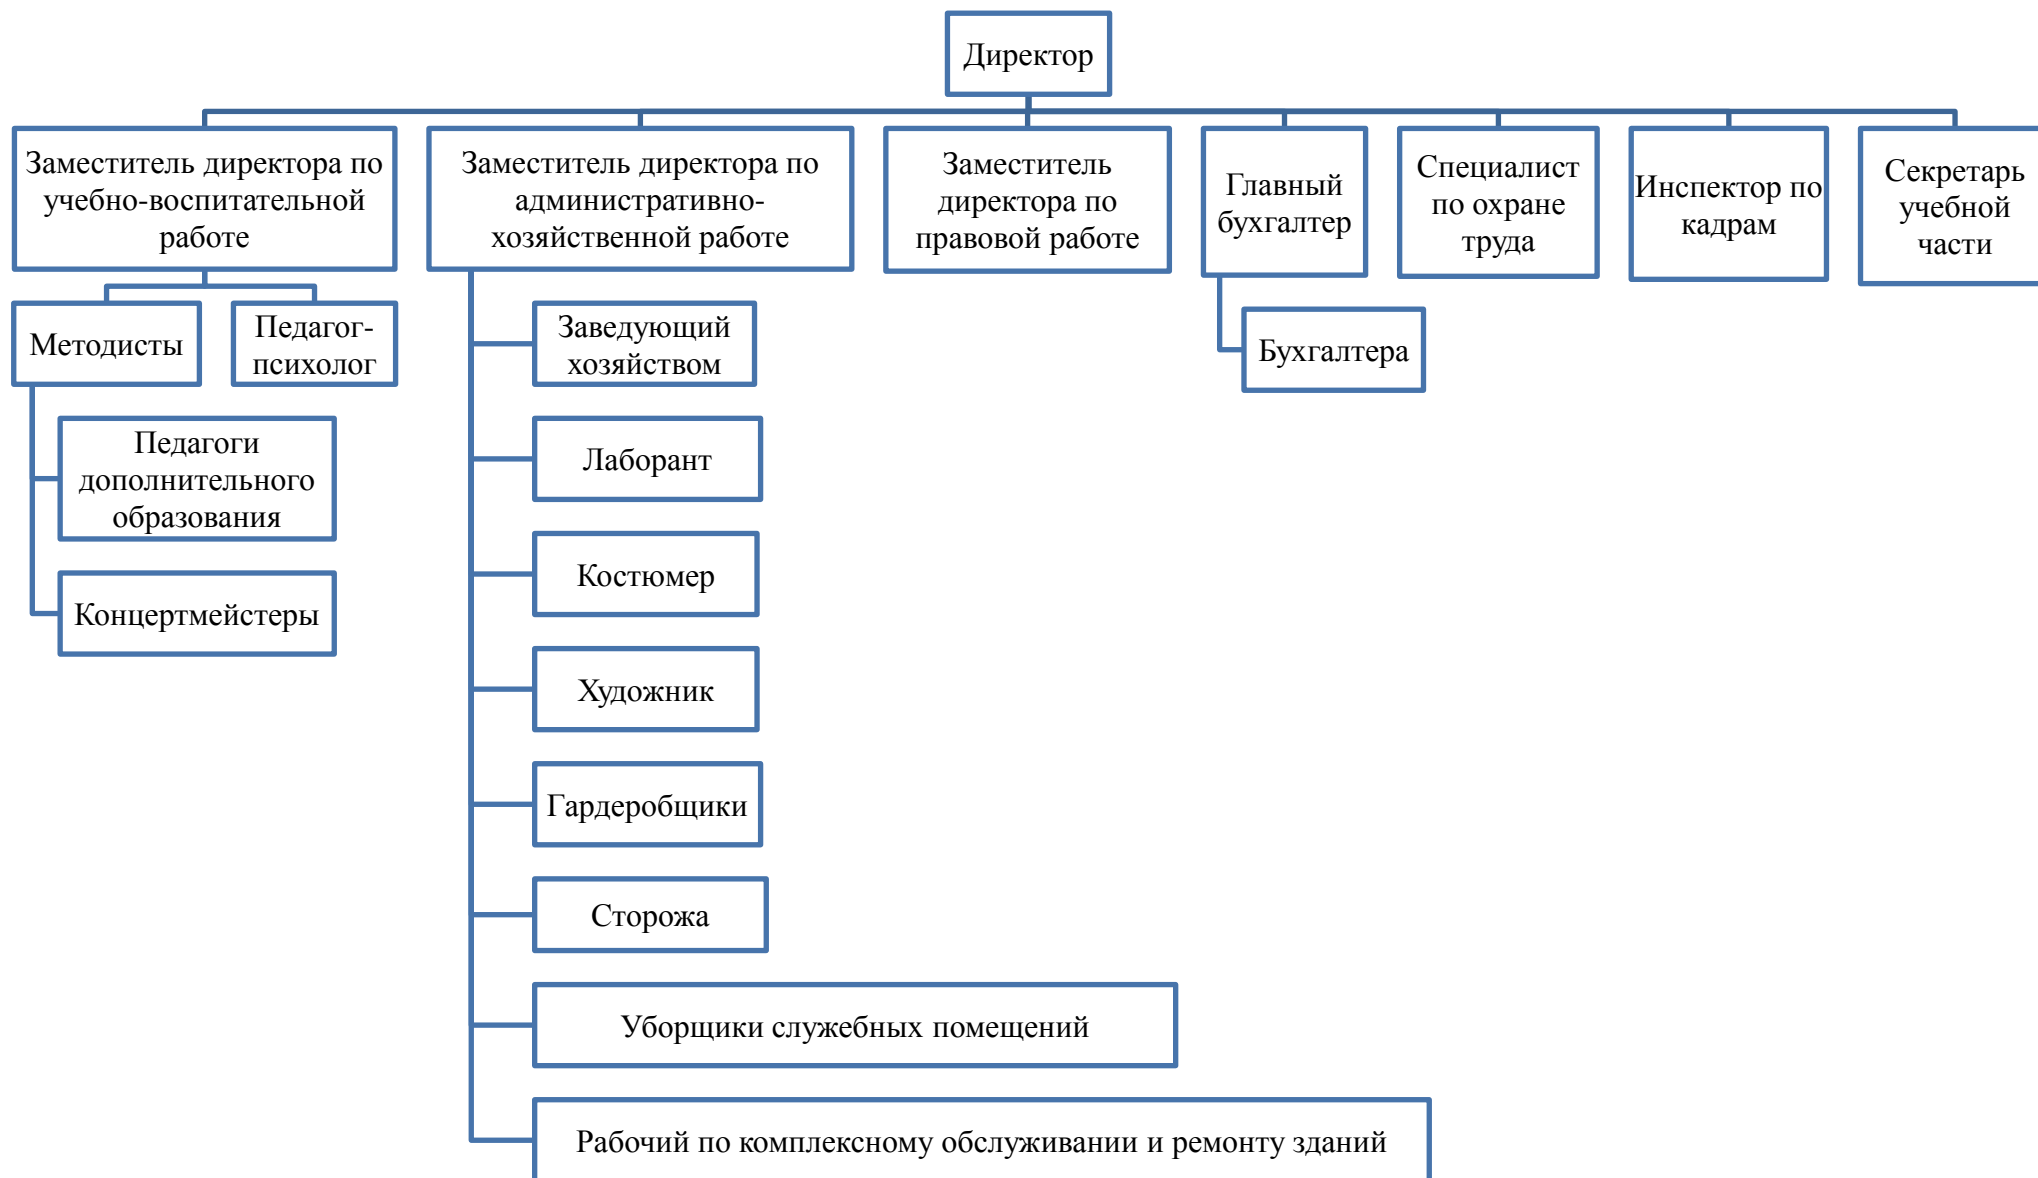 Директор
Заместитель директора по
учебно-воспитательной
работе
Заместитель директора по
административно-
хозяйственной работе
Заместитель
директора по
правовой работе
Главный
бухгалтер
Специалист
по охране
труда
Инспектор по
кадрам
Секретарь
учебной
части
Методисты
Педагог-
психолог
Педагоги
дополнительного
образования
Концертмейстеры
Заведующий
хозяйством
Лаборант
Костюмер
Художник
Гардеробщики
Сторожа
Уборщики служебных помещений
Рабочий по комплексному обслуживании и ремонту зданий
Бухгалтера